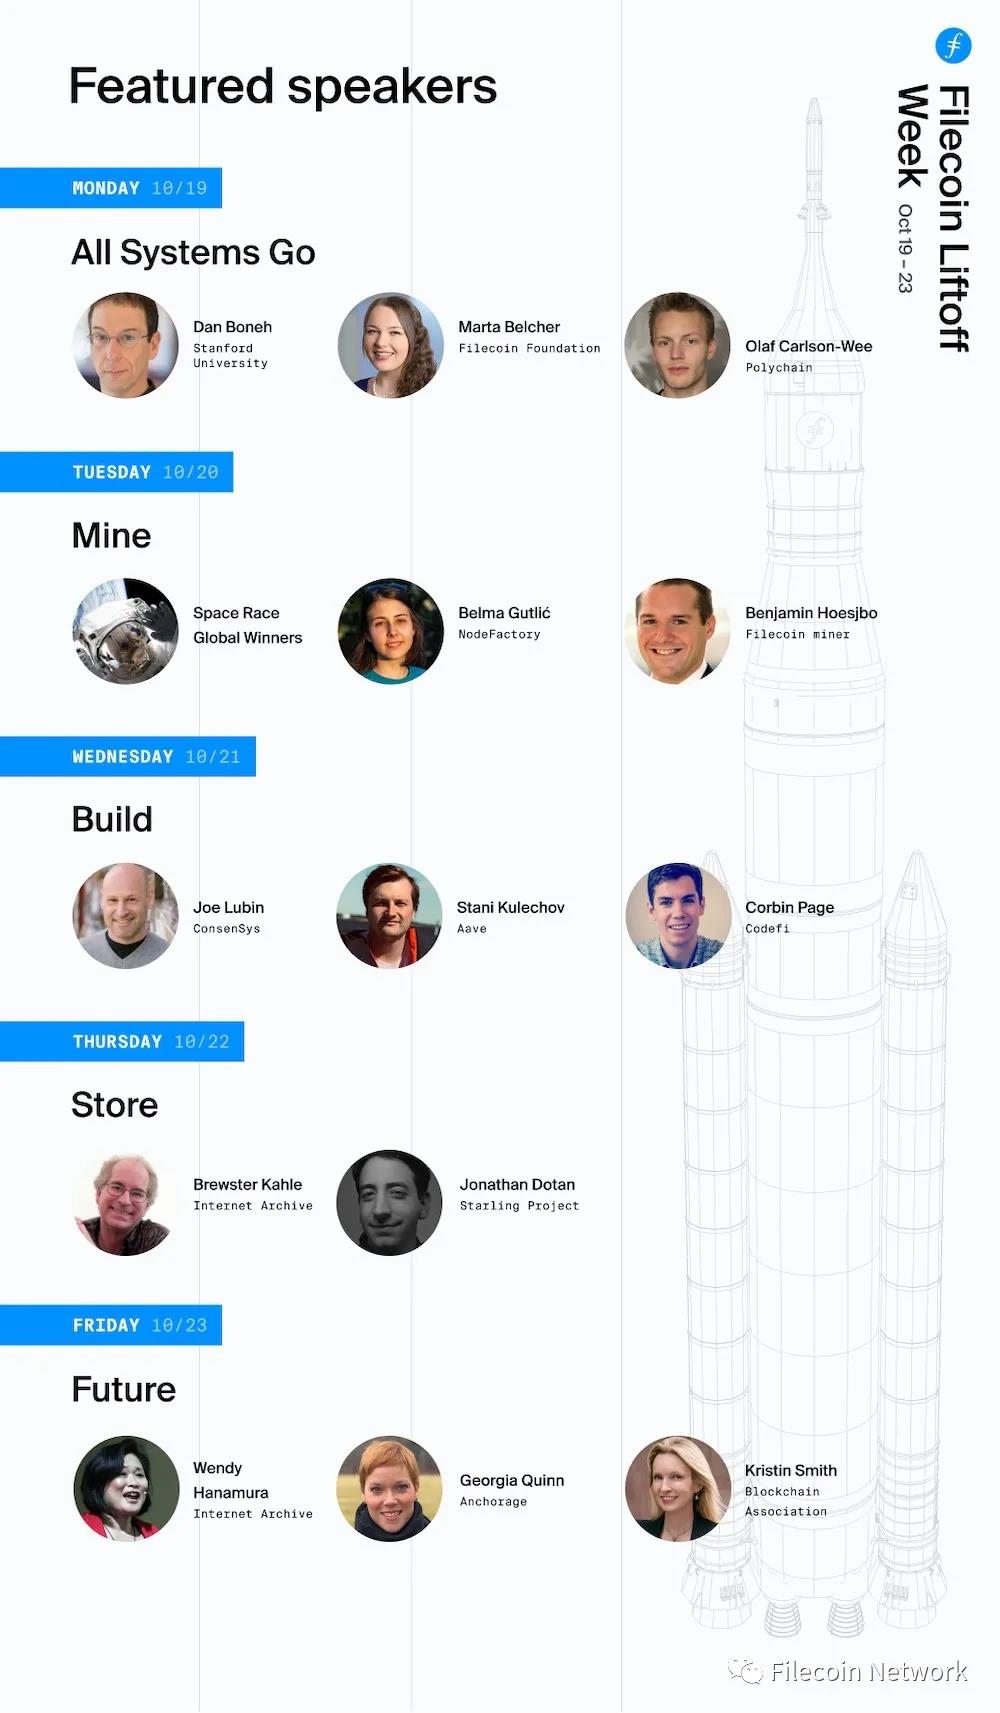 Featured speakers
Filecoin Liftoff
Week Oct 19 – 23
MONDAY 10/19
All Systems Go
Dan Boneh
Stanford
University
Marta Belcher
Filecoin Foundation
Olaf Carlson-Wee
Polychain
TUESDAY 10/20
Mine
Space Race
Global Winners
Belma Gutlić
NodeFactory
Benjamin Hoesjbo
Filecoin miner
WEDNESDAY 10/21
Build
Joe Lubin
ConsenSys
Stani Kulechov
Aave
Corbin Page
Codefi
THURSDAY 10/22
Store
Brewster Kahle
Internet Archive
Jonathan Dotan
Starling Project
FRIDAY 10/23
Future
Wendy
Hanamura
Internet Archive
Georgia Quinn
Anchorage
Kristin Smith
Blockchain
Association
Filecoin Network